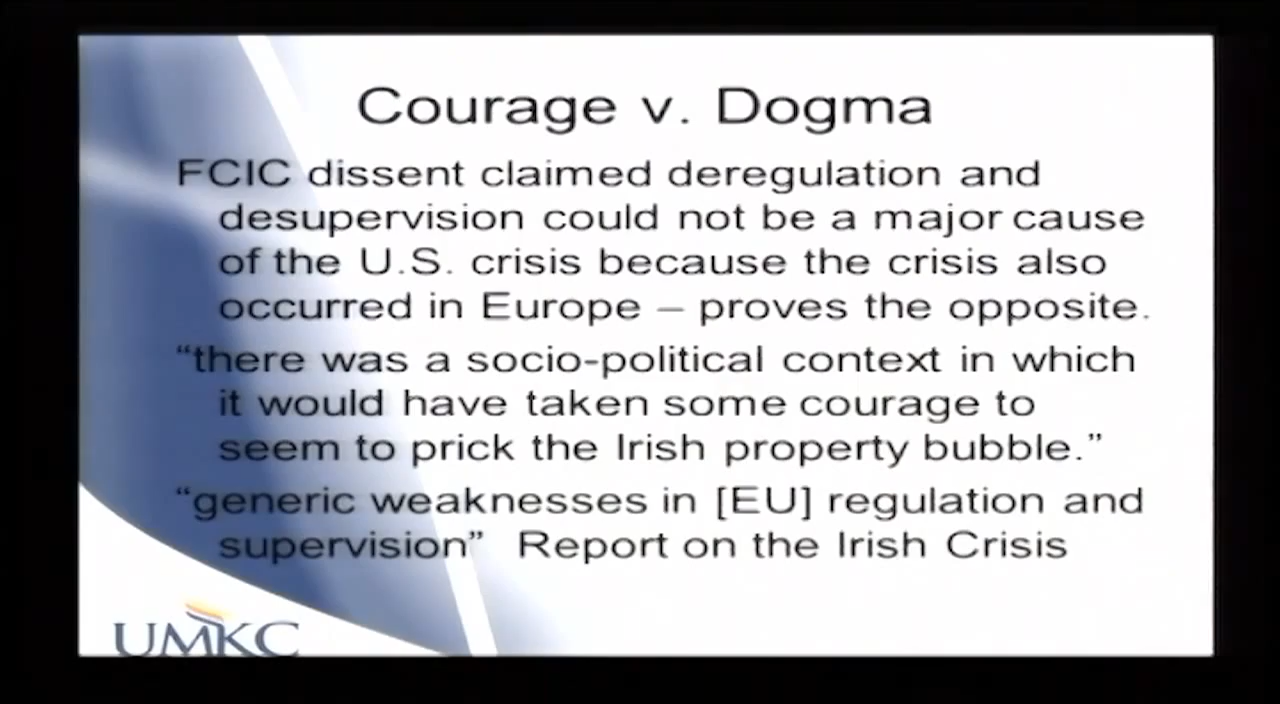 Courage v. Dogma
FCIC dissent claimed deregulation and
desupervision could not be a major cause
of the U.S. crisis because the crisis also
occurred in Europe – proves the opposite.
“there was a socio-political context in which
it would have taken some courage to
seem to prick the Irish property bubble.”
“generic weaknesses in [EU] regulation and
supervision”  Report on the Irish Crisis
UMKC